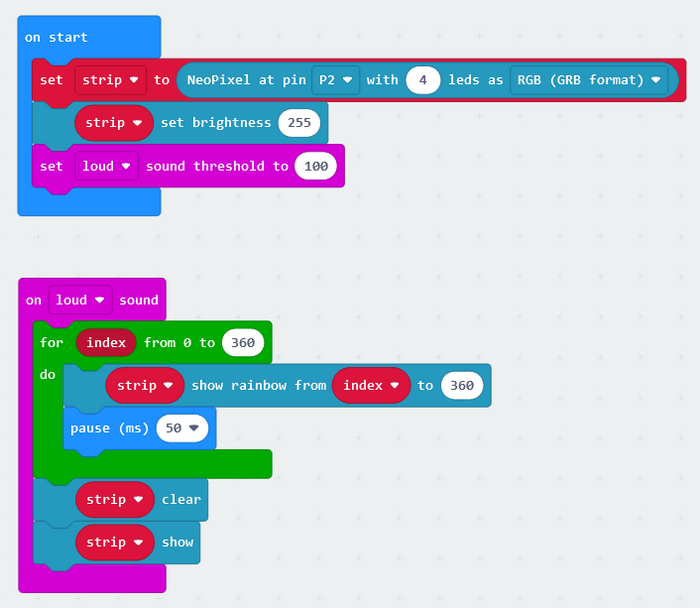 on start
set strip to NeoPixel at pin P2 with 4 leds as RGB (GRB format)
strip set brightness 255
set loud sound threshold to 100
on loud sound
for index from 0 to 360
do
strip show rainbow from index to 360
pause (ms) 50
strip clear
strip show